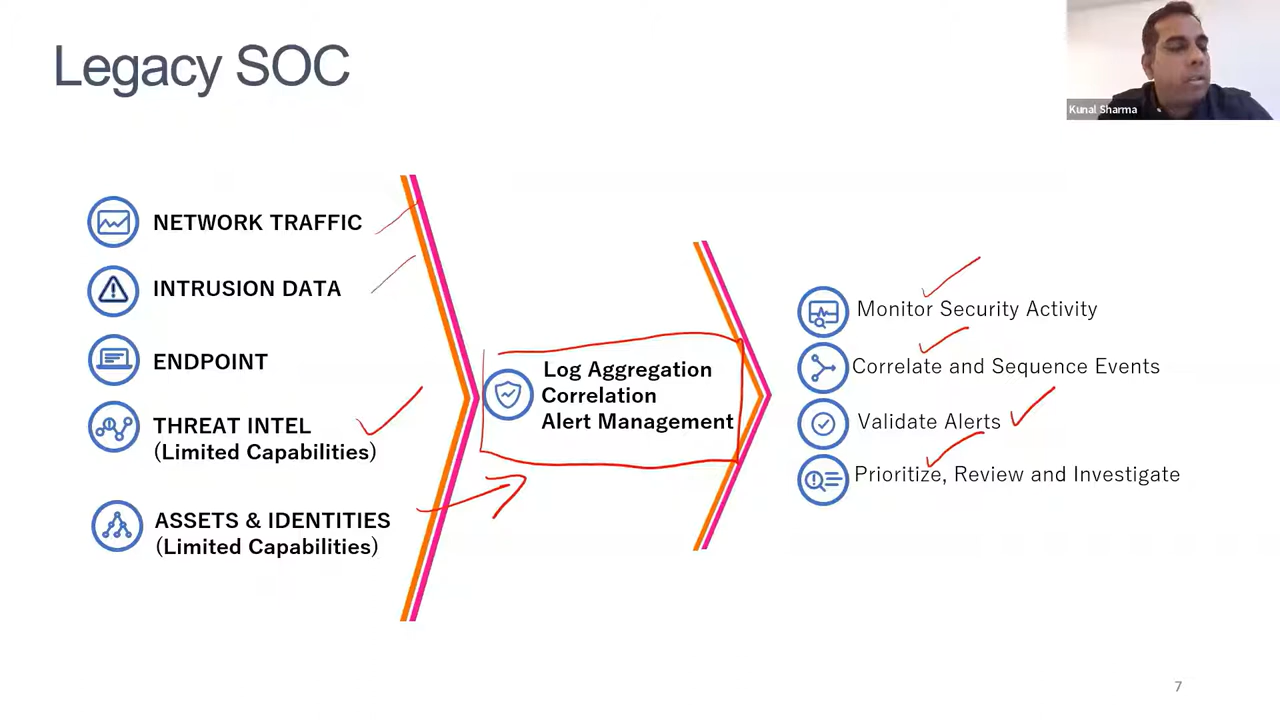 Legacy SOC
Kunal Sharma
NETWORK TRAFFIC
INTRUSION DATA
ENDPOINT
THREAT INTEL
(Limited Capabilities)
ASSETS & IDENTITIES
(Limited Capabilities)
Log Aggregation
Correlation
Alert Management
Monitor Security Activity
Correlate and Sequence Events
Validate Alerts
Prioritize, Review and Investigate
7